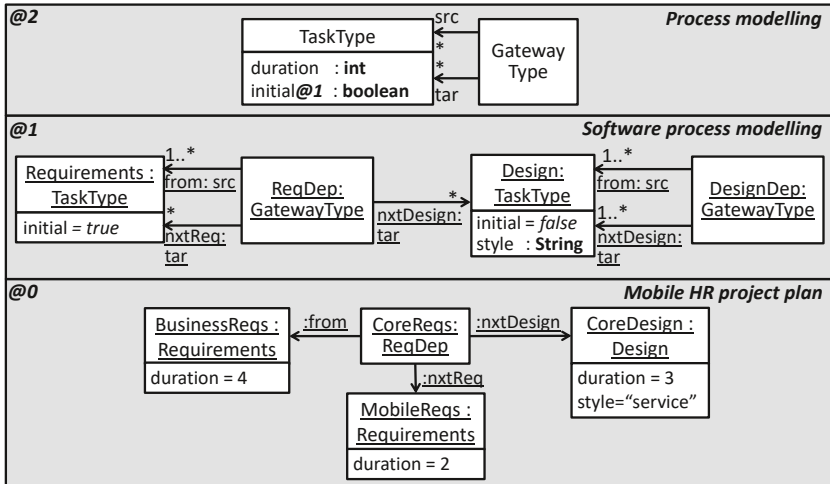 @2
Process modelling
TaskType
duration : int
initial@1 : boolean
src
*
*
tar
Gateway
Type
@1
Software process modelling
Requirements :
TaskType
initial = true
1..*
from: src
*
nxtReq:
tar
ReqDep:
GatewayType
*
nxtDesign:
tar
Design:
TaskType
initial = false
style : String
1..*
from: src
1..*
nxtDesign:
tar
DesignDep:
GatewayType
@0
Mobile HR project plan
BusinessReqs :
Requirements
duration = 4
:from
CoreReqs:
ReqDep
:nxtDesign
CoreDesign :
Design
duration = 3
style=“service”
:nxtReq
MobileReqs :
Requirements
duration = 2